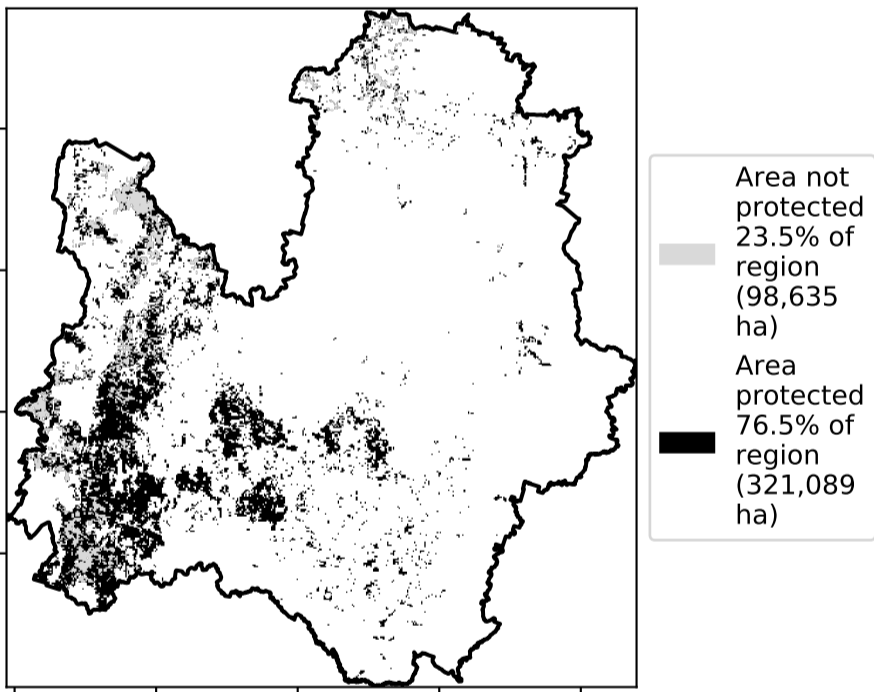 Area not
protected
23.5% of
region
(98,635
ha)
Area
protected
76.5% of
region
(321,089
ha)